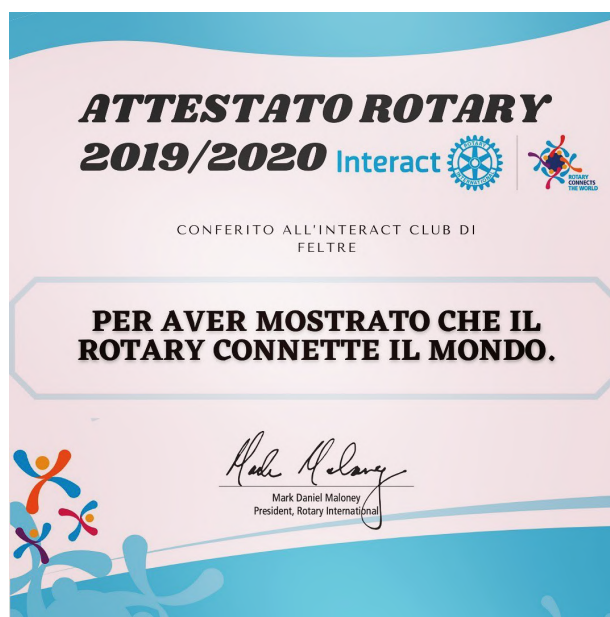 ATTESTATO ROTARY
2019/2020 Interact
ROTARY
INTERNATIONAL
ROTARY
CONNECTS
THE WORLD
CONFERITO ALL'INTERACT CLUB DI
FELTRE
PER AVER MOSTRATO CHE IL
ROTARY CONNETTE IL MONDO.
Mark Maloney
Mark Daniel Maloney
President, Rotary International